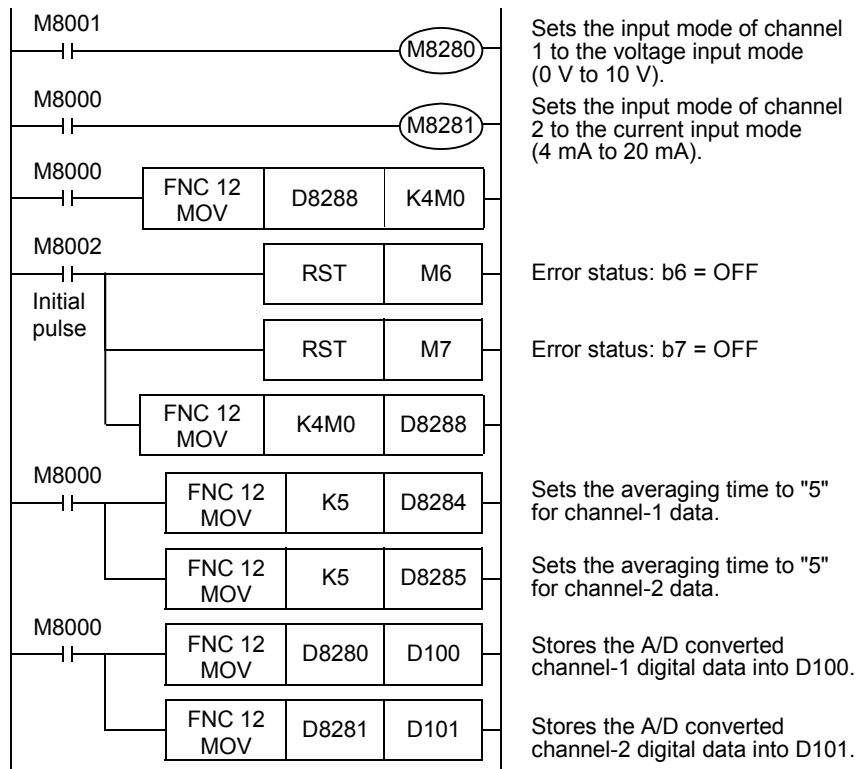 M8001
M8280
Sets the input mode of channel
1 to the voltage input mode
(0 V to 10 V).
M8000
M8281
Sets the input mode of channel
2 to the current input mode
(4 mA to 20 mA).
M8000
FNC 12
MOV
D8288
K4M0
M8002
Initial
pulse
RST
M6
Error status: b6 = OFF
RST
M7
Error status: b7 = OFF
FNC 12
MOV
K4M0
D8288
M8000
FNC 12
MOV
K5
D8284
Sets the averaging time to "5"
for channel-1 data.
FNC 12
MOV
K5
D8285
Sets the averaging time to "5"
for channel-2 data.
M8000
FNC 12
MOV
D8280
D100
Stores the A/D converted
channel-1 digital data into D100.
FNC 12
MOV
D8281
D101
Stores the A/D converted
channel-2 digital data into D101.